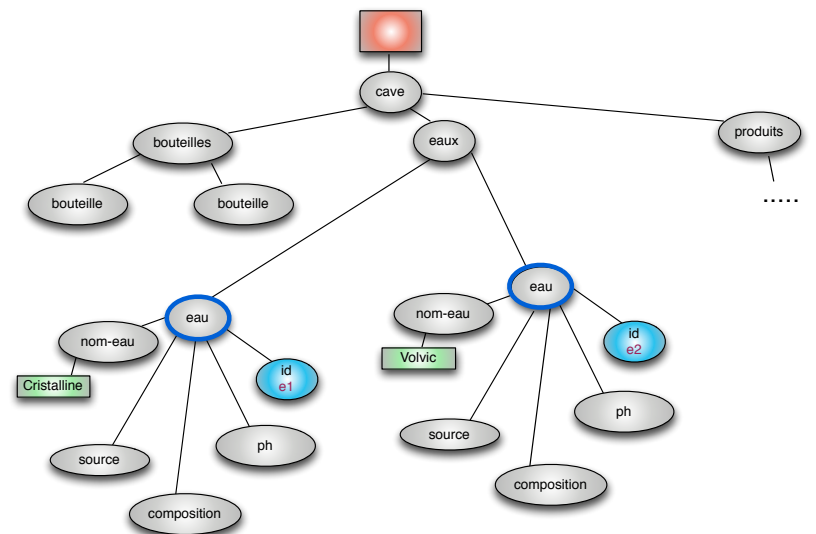 cave
bouteilles
eaux
produits
bouteille
bouteille
.....
eau
eau
nom-eau
nom-eau
id
e2
Volvic
id
e1
Cristalline
ph
source
ph
source
composition
composition